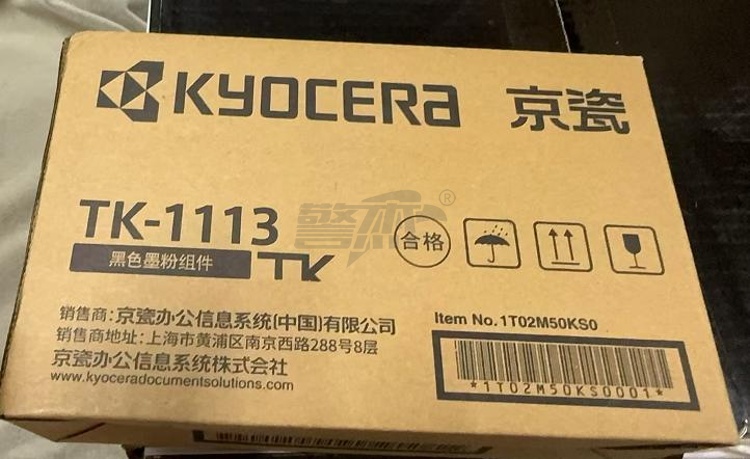 KYOCERA 京瓷
TK-1113
警旅®
合格
黑色墨粉组件 TK
销售商: 京瓷办公信息系统(中国)有限公司
销售商地址: 上海市黄浦区南京西路288号8层
京瓷办公信息系统株式会社
www.kyoceradocumentsolutions.com
Item No. 1T02M50KS0
*1T02M50KS0001*